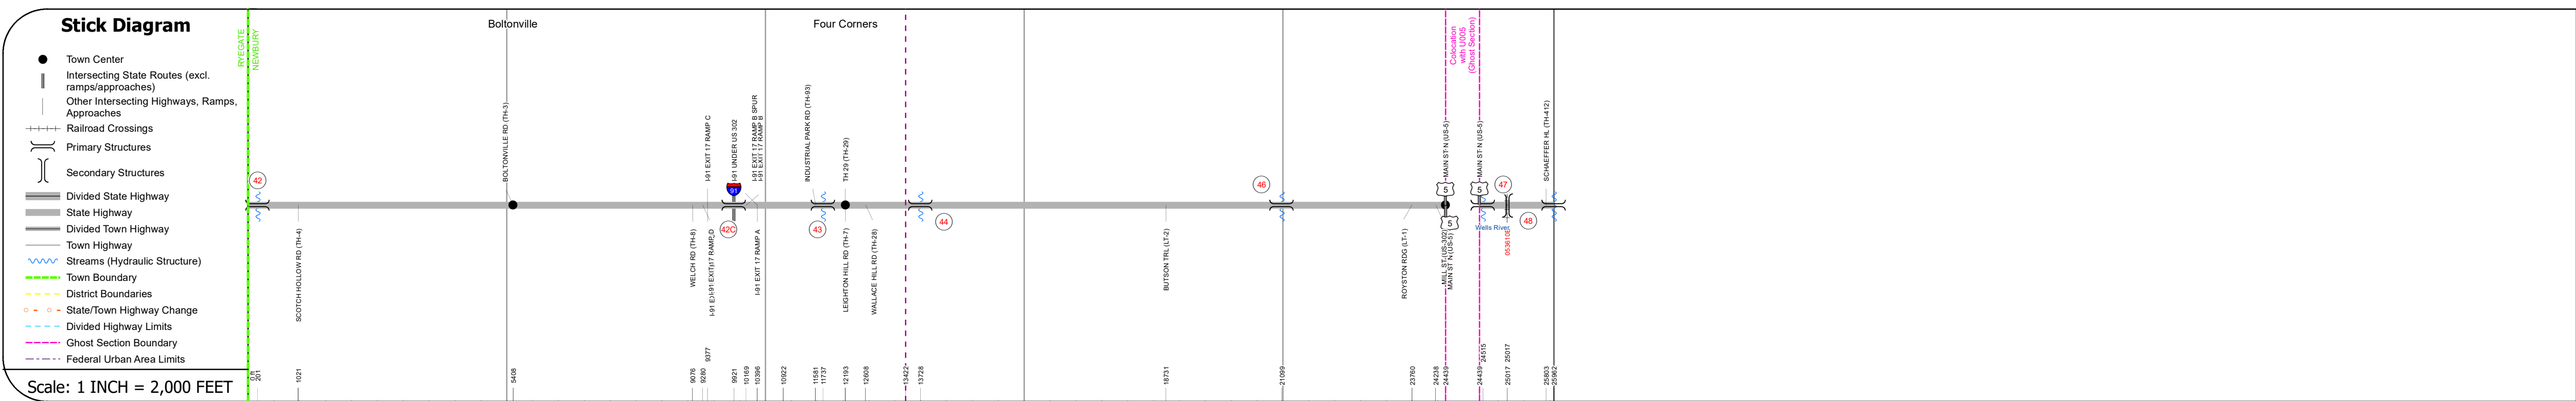 Stick Diagram
Town Center
Intersecting State Routes (excl.
ramps/approaches)
Other Intersecting Highways, Ramps,
Approaches
Railroad Crossings
Primary Structures
Secondary Structures
Divided State Highway
State Highway
Divided Town Highway
Town Highway
Streams (Hydraulic Structure)
Town Boundary
District Boundaries
State/Town Highway Change
Divided Highway Limits
Ghost Section Boundary
Federal Urban Area Limits
Scale: 1 INCH = 2,000 FEET
RYEGATE
NEWBURY
Boltonville
Four Corners
Colocation
with U005
(Ghost Section)
BOLTONVILLE RD (TH-3)
I-91 EXIT 17 RAMP C
I-91 UNDER US 302
I-91 EXIT 17 RAMP B SPUR
I-91 EXIT 17 RAMP B
INDUSTRIAL PARK RD (TH-93)
TH 29 (TH-29)
MAIN ST N (US-5)
MAIN ST N (US-5)
SCHAEFFER HL (TH-412)
42
91
46
5
5
47
42C
43
44
5
48
Wells River
053610E
SCOTCH HOLLOW RD (TH-4)
WELCH RD (TH-8)
I-91 EXIT 17 RAMP D
I-91 EXIT 17 RAMP A
LEIGHTON HILL RD (TH-7)
WALLACE HILL RD (TH-28)
BUTSON TRL (LT-2)
ROYSTON RDG (LT-1)
MILL ST (US-302)
MAIN ST N (US-5)
0 ft
201
1021
5408
9076
9280
9377
9921
10169
10396
10922
11581
11737
12193
12608
13422
13728
18731
21099
23760
24238
24439
24439
24515
25017
25803
25962